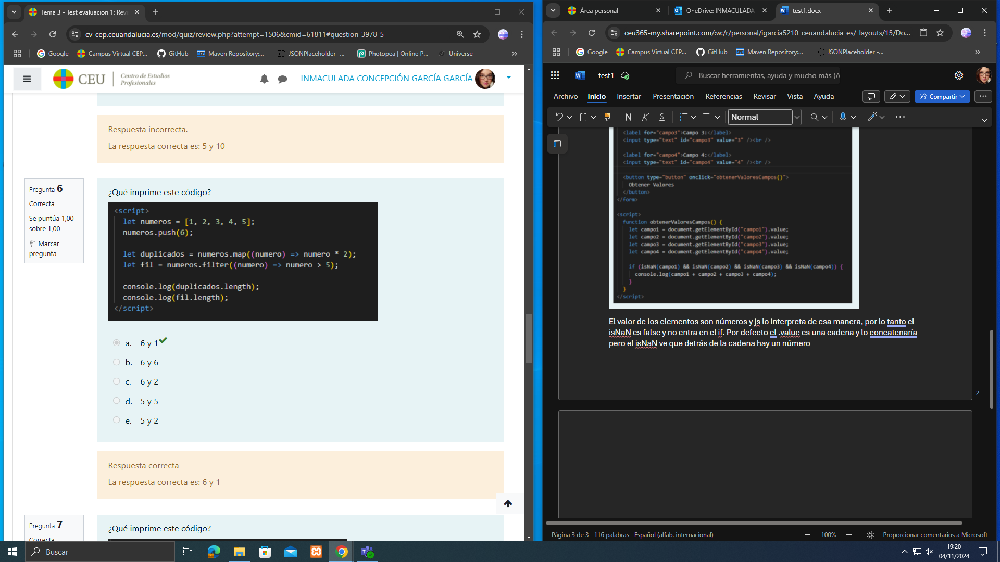 Tema 3 - Test evaluación 1: Revi
cv-cep.ceuandalucia.es/mod/quiz/review.php?attempt=1506&cmid=61811#question-3978-5
Google
Campus Virtual CEP...
GitHub
Maven Repository:...
JSONPlaceholder -...
Photopea | Online P...
Universe
CEU
Centro de Estudios
Profesionales
INMACULADA CONCEPCIÓN GARCÍA GARCÍA
Respuesta incorrecta.
La respuesta correcta es: 5 y 10
Pregunta 6
Correcta
Se puntúa 1,00
sobre 1,00
Marcar
pregunta
¿Qué imprime este código?
<script>
let numeros = [1, 2, 3, 4, 5];
numeros.push(6);
let duplicados = numeros.map((numero) => numero * 2);
let fil = numeros.filter((numero) => numero > 5);
console.log(duplicados.length);
console.log(fil.length);
</script>
a. 6 y 1
b. 6 y 6
c. 6 y 2
d. 5 y 5
e. 5 y 2
Respuesta correcta
La respuesta correcta es: 6 y 1
Pregunta 7
Correcta
¿Qué imprime este código?
Área personal
OneDrive: INMACULADA
test1.docx
ceu365-my.sharepoint.com/:w:/r/personal/igarcia5210_ceuandalucia_es/_layouts/15/Do...
Google
Campus Virtual CEP...
GitHub
Maven Repository:...
JSONPlaceholder -...
test1
Buscar herramientas, ayuda y mucho más (A
Archivo
Inicio
Insertar
Presentación
Referencias
Revisar
Vista
Ayuda
Compartir
N K S
Normal
<label for="campo3">Campo 3:</label>
<input type="text" id="campo3" value="3" /><br />
<label for="campo4">Campo 4:</label>
<input type="text" id="campo4" value="4" /><br />
<button type="button" onclick="obtenerValoresCampos()">
Obtener Valores
</button>
</form>
<script>
function obtenerValoresCampos() {
let campo1 = document.getElementById("campo1").value;
let campo2 = document.getElementById("campo2").value;
let campo3 = document.getElementById("campo3").value;
let campo4 = document.getElementById("campo4").value;
if (isNaN(campo1) && isNaN(campo2) && isNaN(campo3) && isNaN(campo4)) {
console.log(campo1 + campo2 + campo3 + campo4);
}
}
</script>
El valor de los elementos son números y js lo interpreta de esa manera, por lo tanto el
isNaN es false y no entra en el if. Por defecto el .value es una cadena y lo concatenaría
pero el isNaN ve que detrás de la cadena hay un número
2
Página 3 de 3
116 palabras
Español (alfab. internacional)
100%
Proporcionar comentarios a Microsoft
Buscar
19:20
04/11/2024